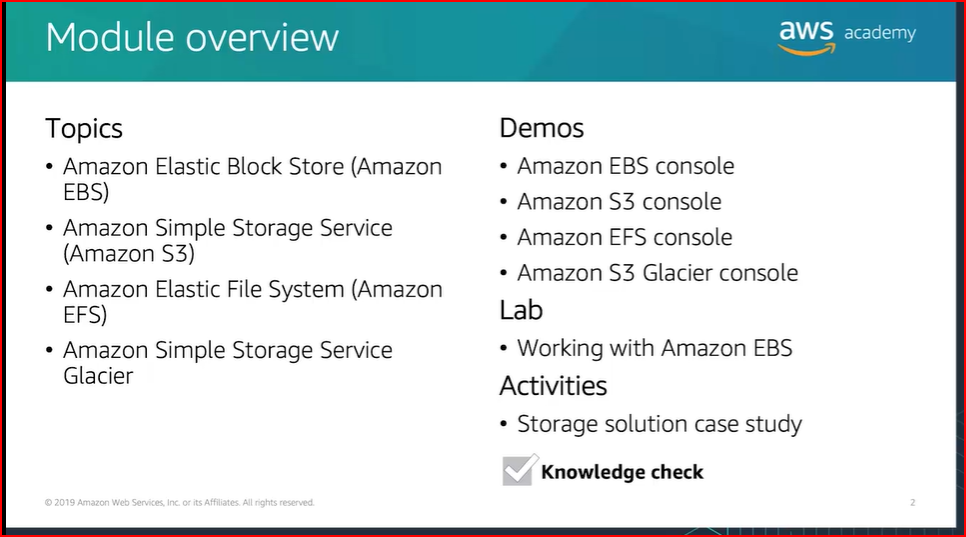 Module overview
aws academy
Topics
• Amazon Elastic Block Store (Amazon
EBS)
• Amazon Simple Storage Service
(Amazon S3)
• Amazon Elastic File System (Amazon
EFS)
• Amazon Simple Storage Service
Glacier
Demos
• Amazon EBS console
• Amazon S3 console
• Amazon EFS console
• Amazon S3 Glacier console
Lab
• Working with Amazon EBS
Activities
• Storage solution case study
Knowledge check
© 2019 Amazon Web Services, Inc. or its Affiliates. All rights reserved.
2